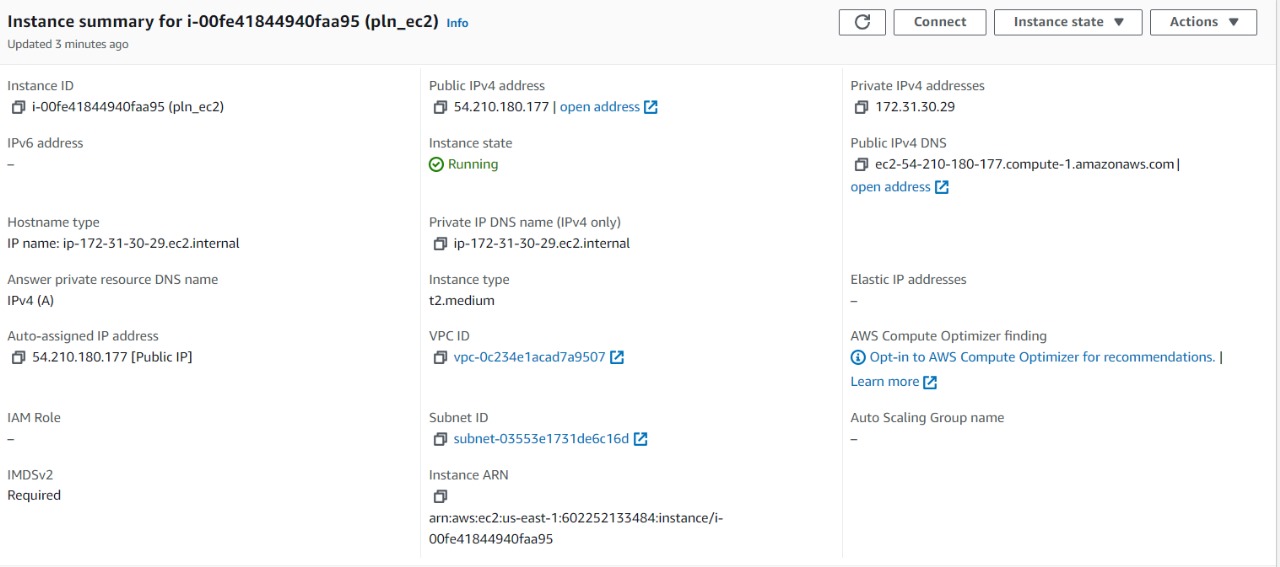 Instance summary for i-00fe41844940faa95 (pln_ec2) Info
Updated 3 minutes ago
Connect
Instance state
Actions
Instance ID
i-00fe41844940faa95 (pln_ec2)
Public IPv4 address
54.210.180.177 | open address
Private IPv4 addresses
172.31.30.29
IPv6 address
–
Instance state
Running
Public IPv4 DNS
ec2-54-210-180-177.compute-1.amazonaws.com |
open address
Hostname type
IP name: ip-172-31-30-29.ec2.internal
Private IP DNS name (IPv4 only)
ip-172-31-30-29.ec2.internal
Answer private resource DNS name
IPv4 (A)
Instance type
t2.medium
Elastic IP addresses
–
Auto-assigned IP address
54.210.180.177 [Public IP]
VPC ID
vpc-0c234e1acad7a9507
AWS Compute Optimizer finding
Opt-in to AWS Compute Optimizer for recommendations. |
Learn more
IAM Role
–
Subnet ID
subnet-03553e1731de6c16d
Auto Scaling Group name
–
IMDSv2
Required
Instance ARN
arn:aws:ec2:us-east-1:602252133484:instance/i-
00fe41844940faa95